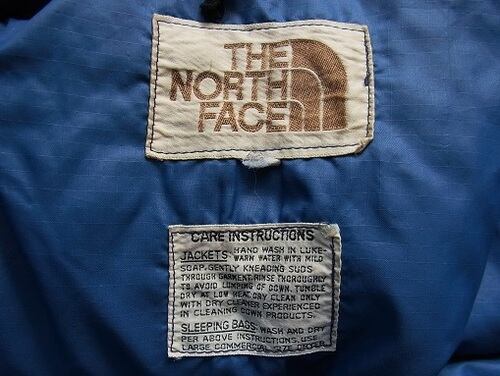 THE
NORTH
FACE
CARE INSTRUCTIONS
JACKETS: HAND WASH IN LUKE-
WARM WATER WITH MILD
SOAP, GENTLY KNEADING SUDS
THROUGH GARMENT. RINSE THOROUGHLY
TO AVOID LUMPING OF DOWN. TUMBLE
DRY AT LOW HEAT. DRY CLEAN ONLY
WITH DRY CLEANER EXPERIENCED
IN CLEANING DOWN PRODUCTS.
SLEEPING BAGS: WASH AND DRY
PER ABOVE INSTRUCTIONS. USE
LARGE COMMERCIAL SIZE DRYER